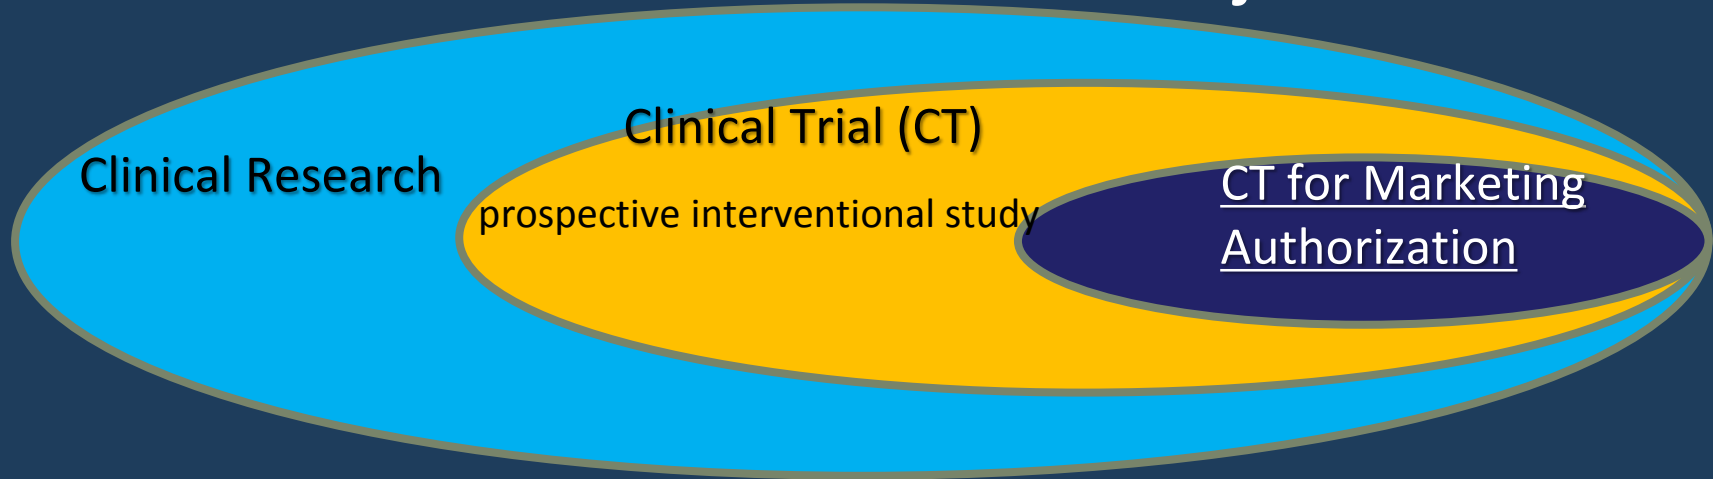 Clinical Trial (CT)
Clinical Research
prospective interventional study
CT for Marketing
Authorization